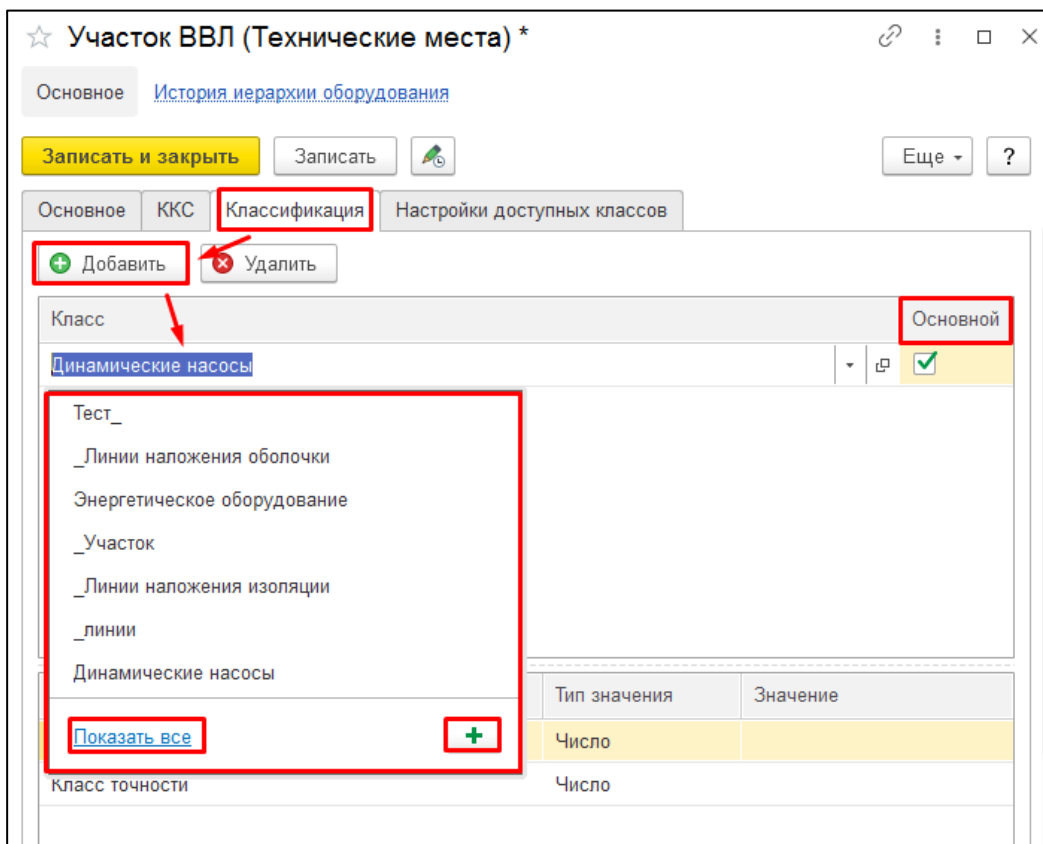 Участок ВВЛ (Технические места) *
Основное История иерархии оборудования
Записать и закрыть Записать Еще ?
Основное ККС Классификация Настройки доступных классов
Добавить Удалить
Класс Основной
Динамические насосы
Тест_
_Линии наложения оболочки
Энергетическое оборудование
_Участок
_Линии наложения изоляции
_линии
Динамические насосы
Тип значения Значение
Показать все
Число
Класс точности Число